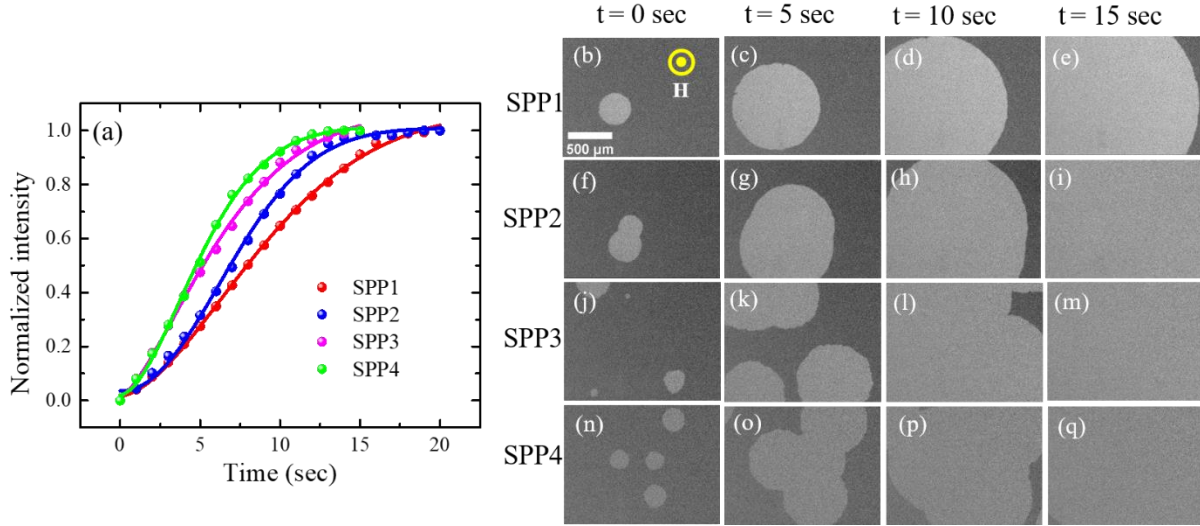 (a)
Normalized intensity
1.0
0.8
0.6
0.4
0.2
0.0
0
5
10
15
20
Time (sec)
SPP1
SPP2
SPP3
SPP4
t = 0 sec
t = 5 sec
t = 10 sec
t = 15 sec
SPP1
(b)
H
500 µm
(c)
(d)
(e)
SPP2
(f)
(g)
(h)
(i)
SPP3
(j)
(k)
(l)
(m)
SPP4
(n)
(o)
(p)
(q)